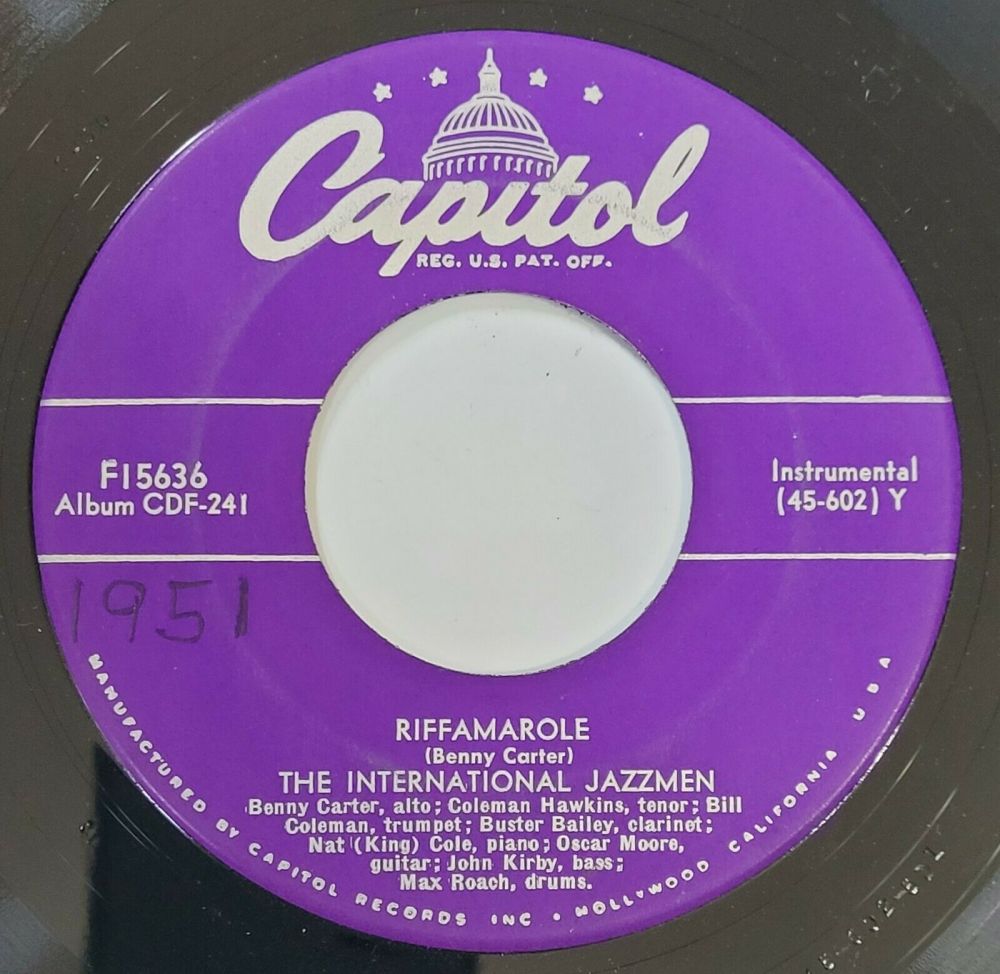 Capitol
REG. U.S. PAT. OFF.
F15636
Album CDF-241
Instrumental
(45-602) Y
1951
RIFFAMAROLE
(Benny Carter)
THE INTERNATIONAL JAZZMEN
Benny Carter, alto; Coleman Hawkins, tenor; Bill
Coleman, trumpet; Buster Bailey, clarinet;
Nat (King) Cole, piano; Oscar Moore,
guitar; John Kirby, bass;
Max Roach, drums.
MANUFACTURED BY CAPITOL RECORDS INC • HOLLYWOOD CALIFORNIA U S A